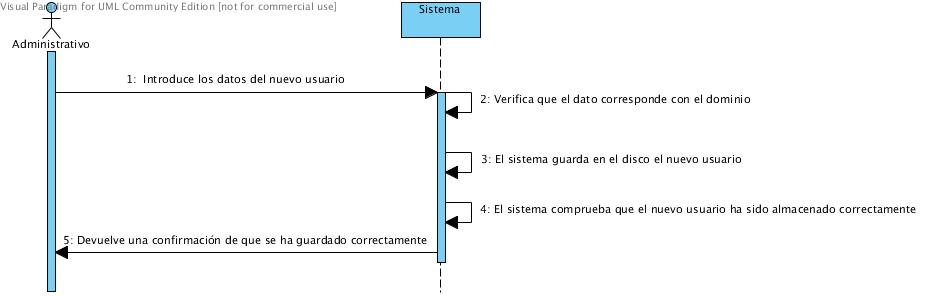 Visual Paradigm for UML Community Edition [not for commercial use]
Sistema
Administrativo
1: Introduce los datos del nuevo usuario
2: Verifica que el dato corresponde con el dominio
3: El sistema guarda en el disco el nuevo usuario
4: El sistema comprueba que el nuevo usuario ha sido almacenado correctamente
5: Devuelve una confirmación de que se ha guardado correctamente